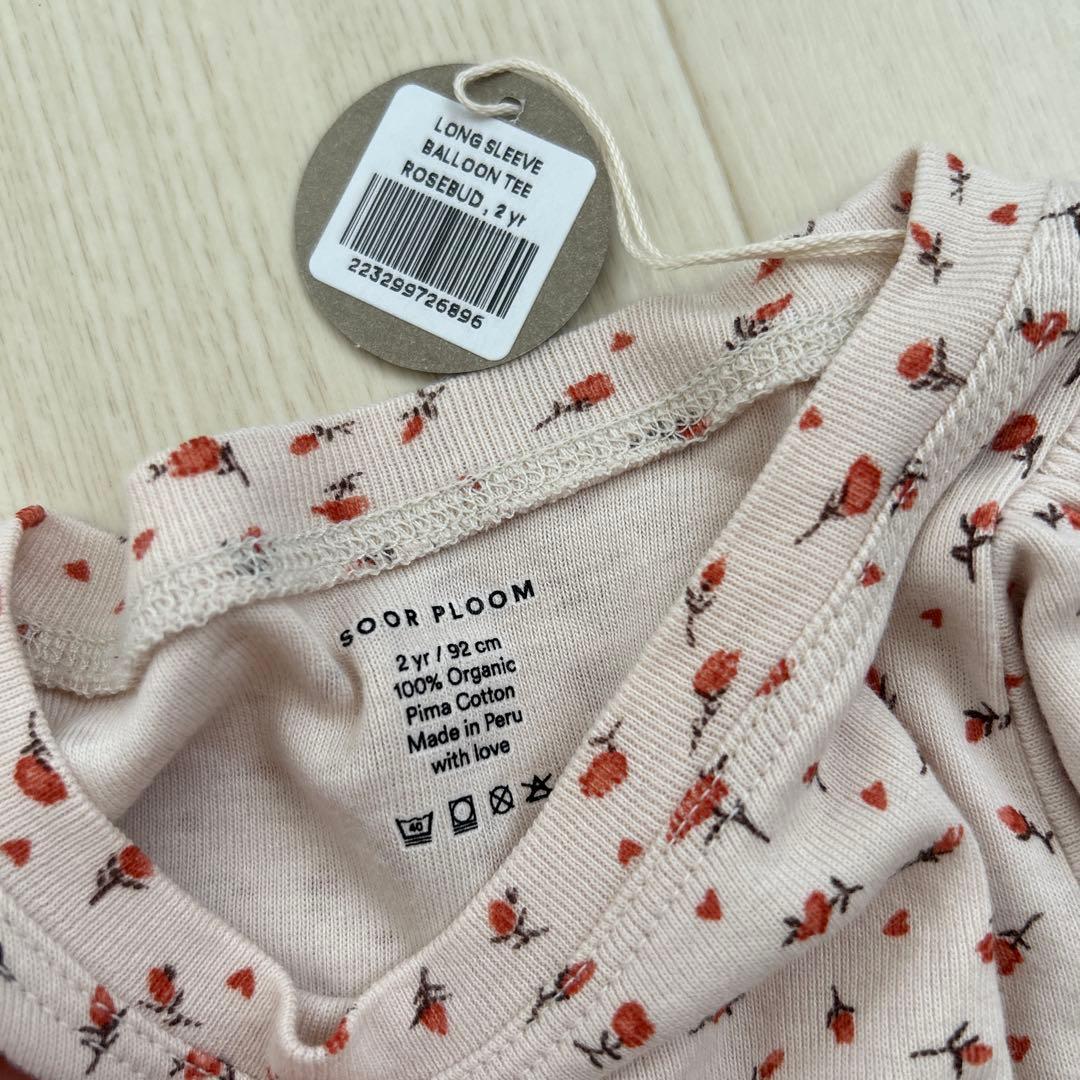 LONG SLEEVE
BALLOON TEE
ROSEBUD, 2 yr
223299726896
SOOR PLOOM
2 yr / 92 cm
100% Organic
Pima Cotton
Made in Peru
with love
40